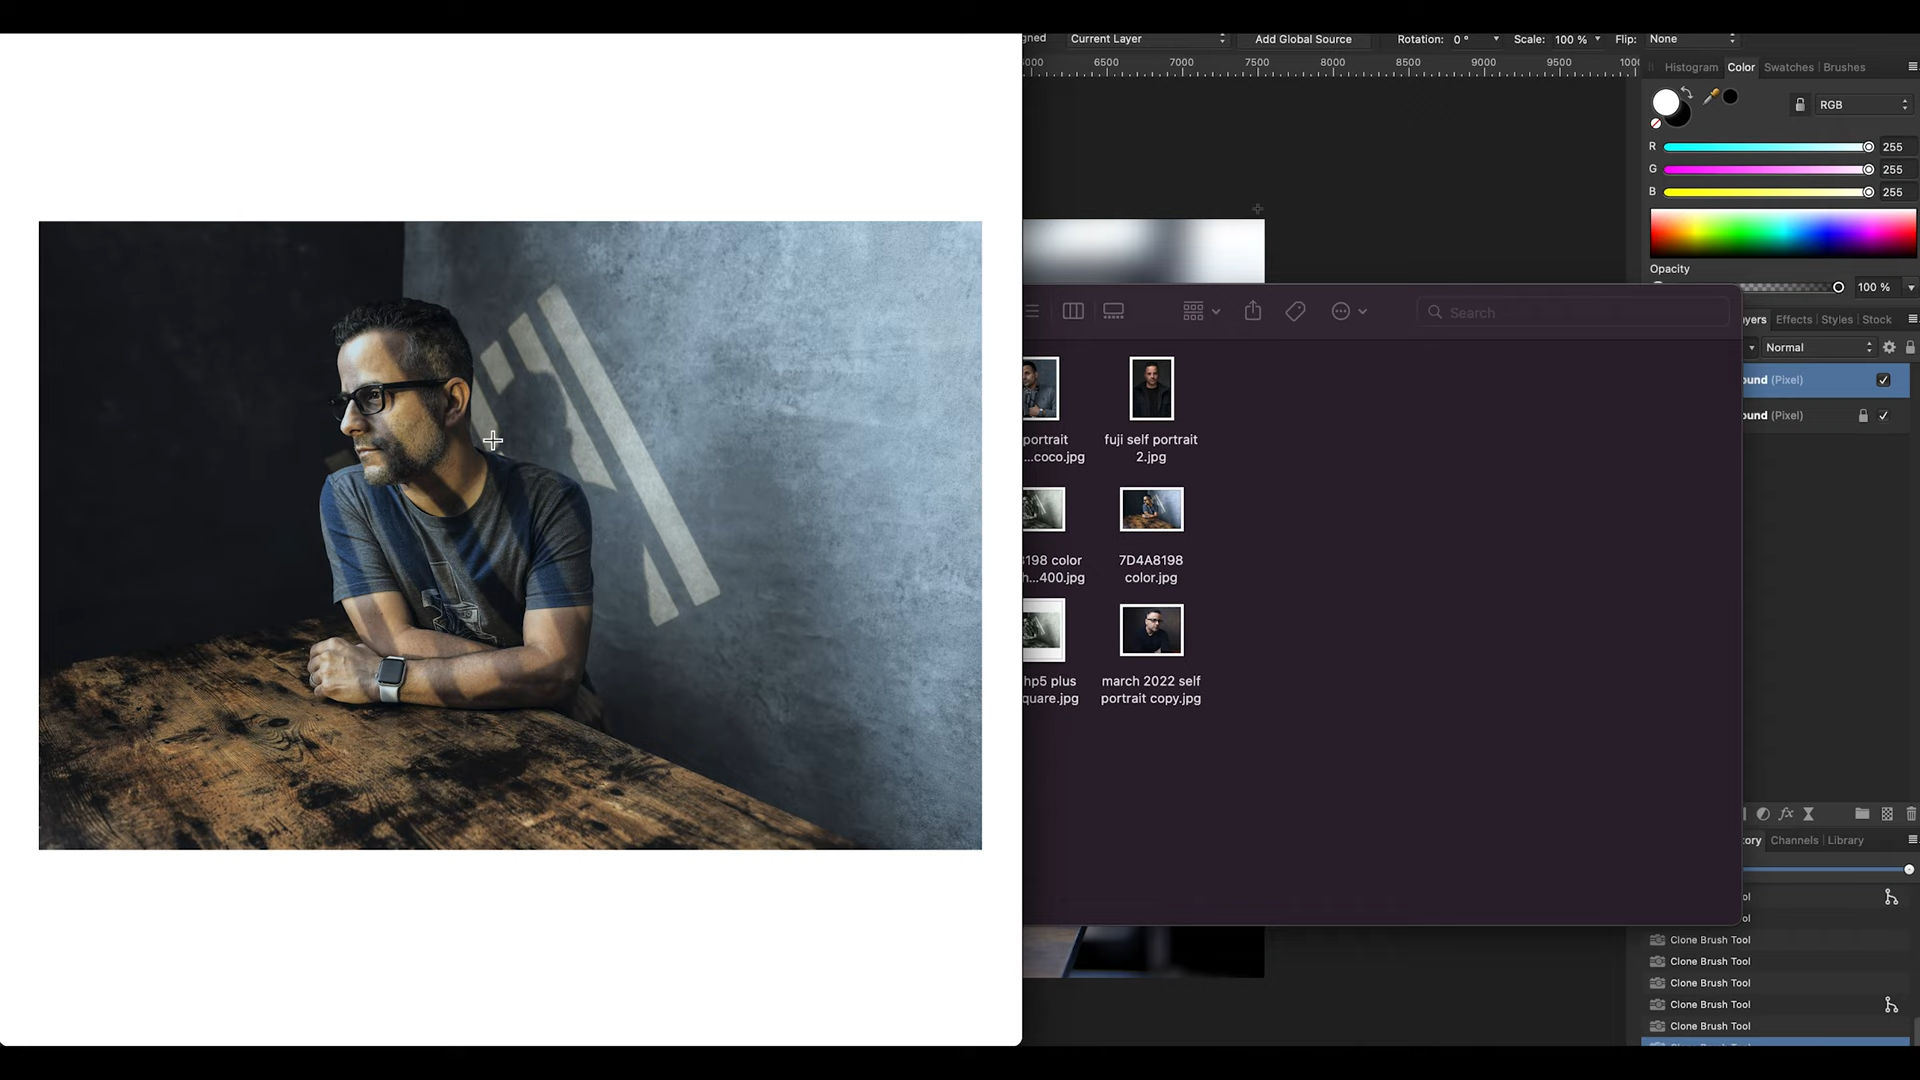 gned
Current Layer
Add Global Source
Rotation: 0 °
Scale: 100 %
Flip: None
6500 7000 7500 8000 8500 9000 9500
Histogram Color Swatches Brushes
RGB
R 255
G 255
B 255
Opacity
100 %
Search
yers Effects Styles Stock
Normal
ound (Pixel)
ound (Pixel)
portrait
...coco.jpg
fuji self portrait
2.jpg
8198 color
h...400.jpg
7D4A8198
color.jpg
hp5 plus
quare.jpg
march 2022 self
portrait copy.jpg
tory Channels Library
ol
ol
Clone Brush Tool
Clone Brush Tool
Clone Brush Tool
Clone Brush Tool
Clone Brush Tool